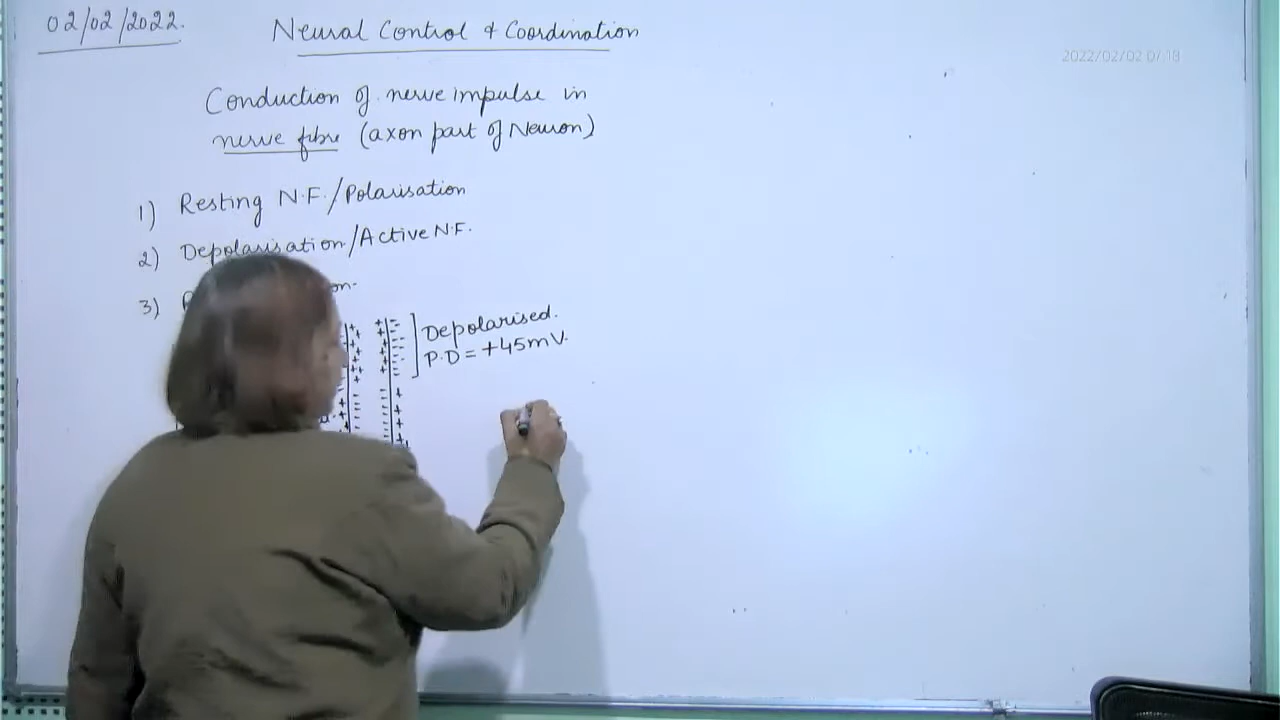 02/02/2022.
Neural Control & Coordination
2022/02/02 07:18
Conduction of nerve impulse in
nerve fibre (axon part of Neuron)
1) Resting N.F./Polarisation
2) Depolarisation/Active N.F.
3)
Depolarised.
P.D = +45mV.